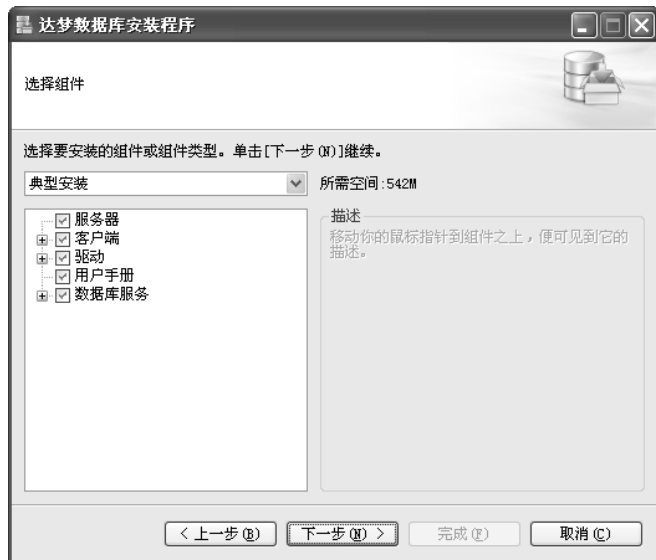 达梦数据库安装程序
选择组件
选择要安装的组件或组件类型。单击[下一步(N)]继续。
典型安装
所需空间:542M
服务器
客户端
驱动
用户手册
数据库服务
描述
移动你的鼠标指针到组件之上，便可见到它的
描述。
< 上一步(B)
下一步(N) >
完成(F)
取消(C)